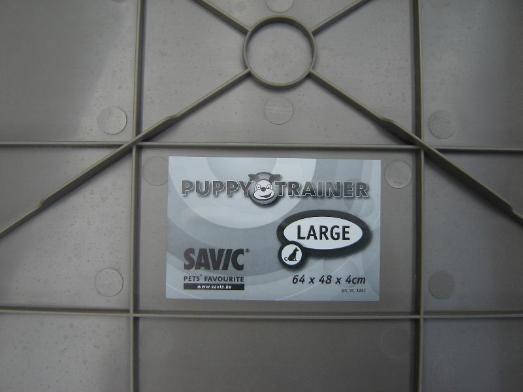 PUPPY TRAINER
LARGE
SAVIC®
PETS' FAVOURITE
www.savic.be
64 x 48 x 4cm